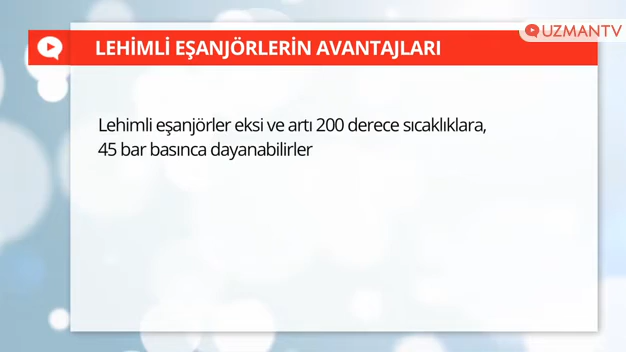 UZMANTV
LEHİMLİ EŞANJÖRLERİN AVANTAJLARI
Lehimli eşanjörler eksi ve artı 200 derece sıcaklıklara,
45 bar basınca dayanabilirler